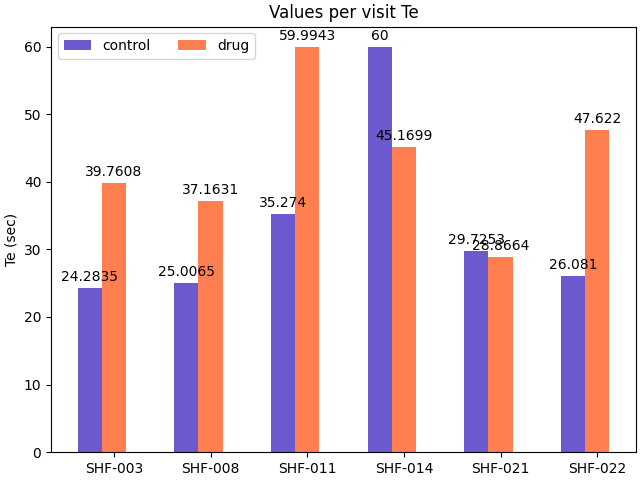 Values per visit Te
control
drug
Te (sec)
60
50
40
30
20
10
0
24.2835
39.7608
25.0065
37.1631
35.274
59.9943
60
45.1699
29.7253
28.8664
26.081
47.622
SHF-003
SHF-008
SHF-011
SHF-014
SHF-021
SHF-022